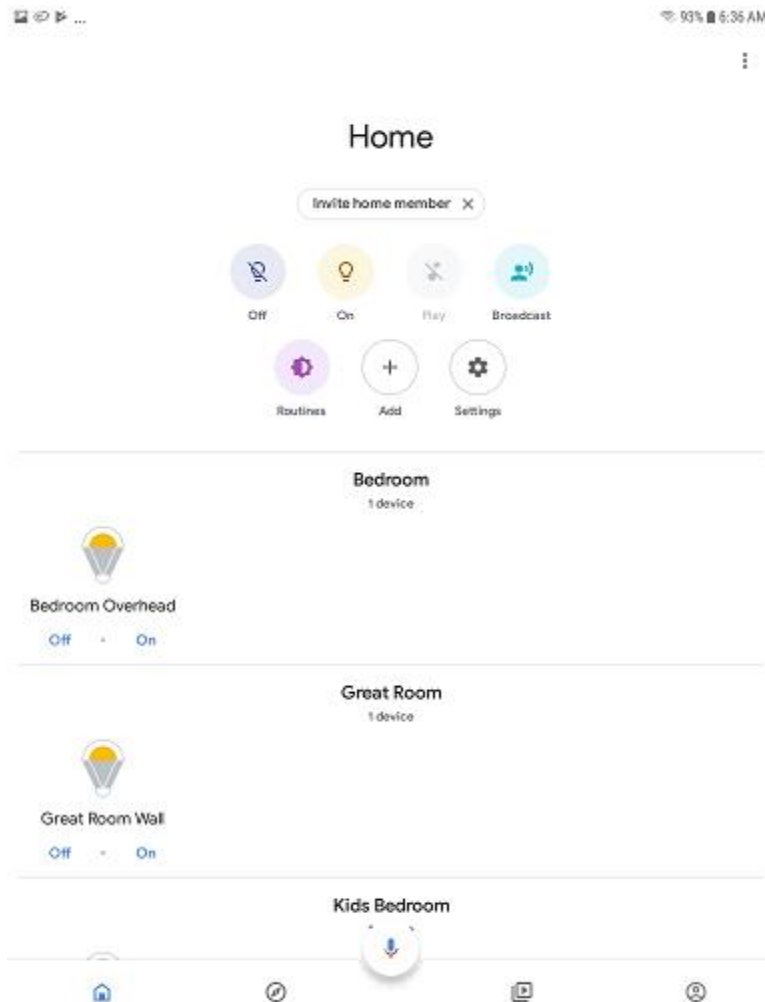 ... 93% 6:36 AM
Home
Invite home member
Off On Play Broadcast
Routines Add Settings
Bedroom
1 device
Bedroom Overhead
Off - On
Great Room
1 device
Great Room Wall
Off - On
Kids Bedroom